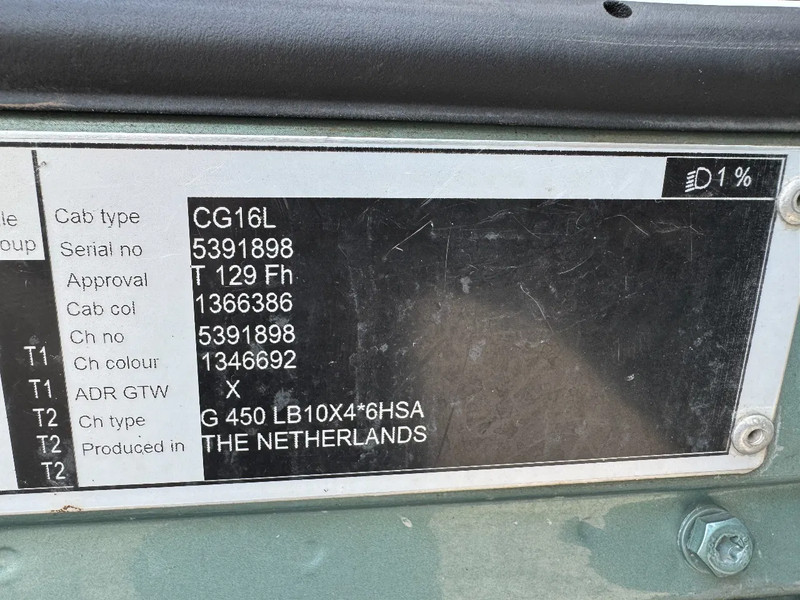 1 %
le
oup
Cab type CG16L
Serial no 5391898
Approval T 129 Fh
Cab col 1366386
Ch no 5391898
T1 Ch colour 1346692
T1 ADR GTW X
T2 Ch type G 450 LB10X4*6HSA
T2 Produced in THE NETHERLANDS
T2